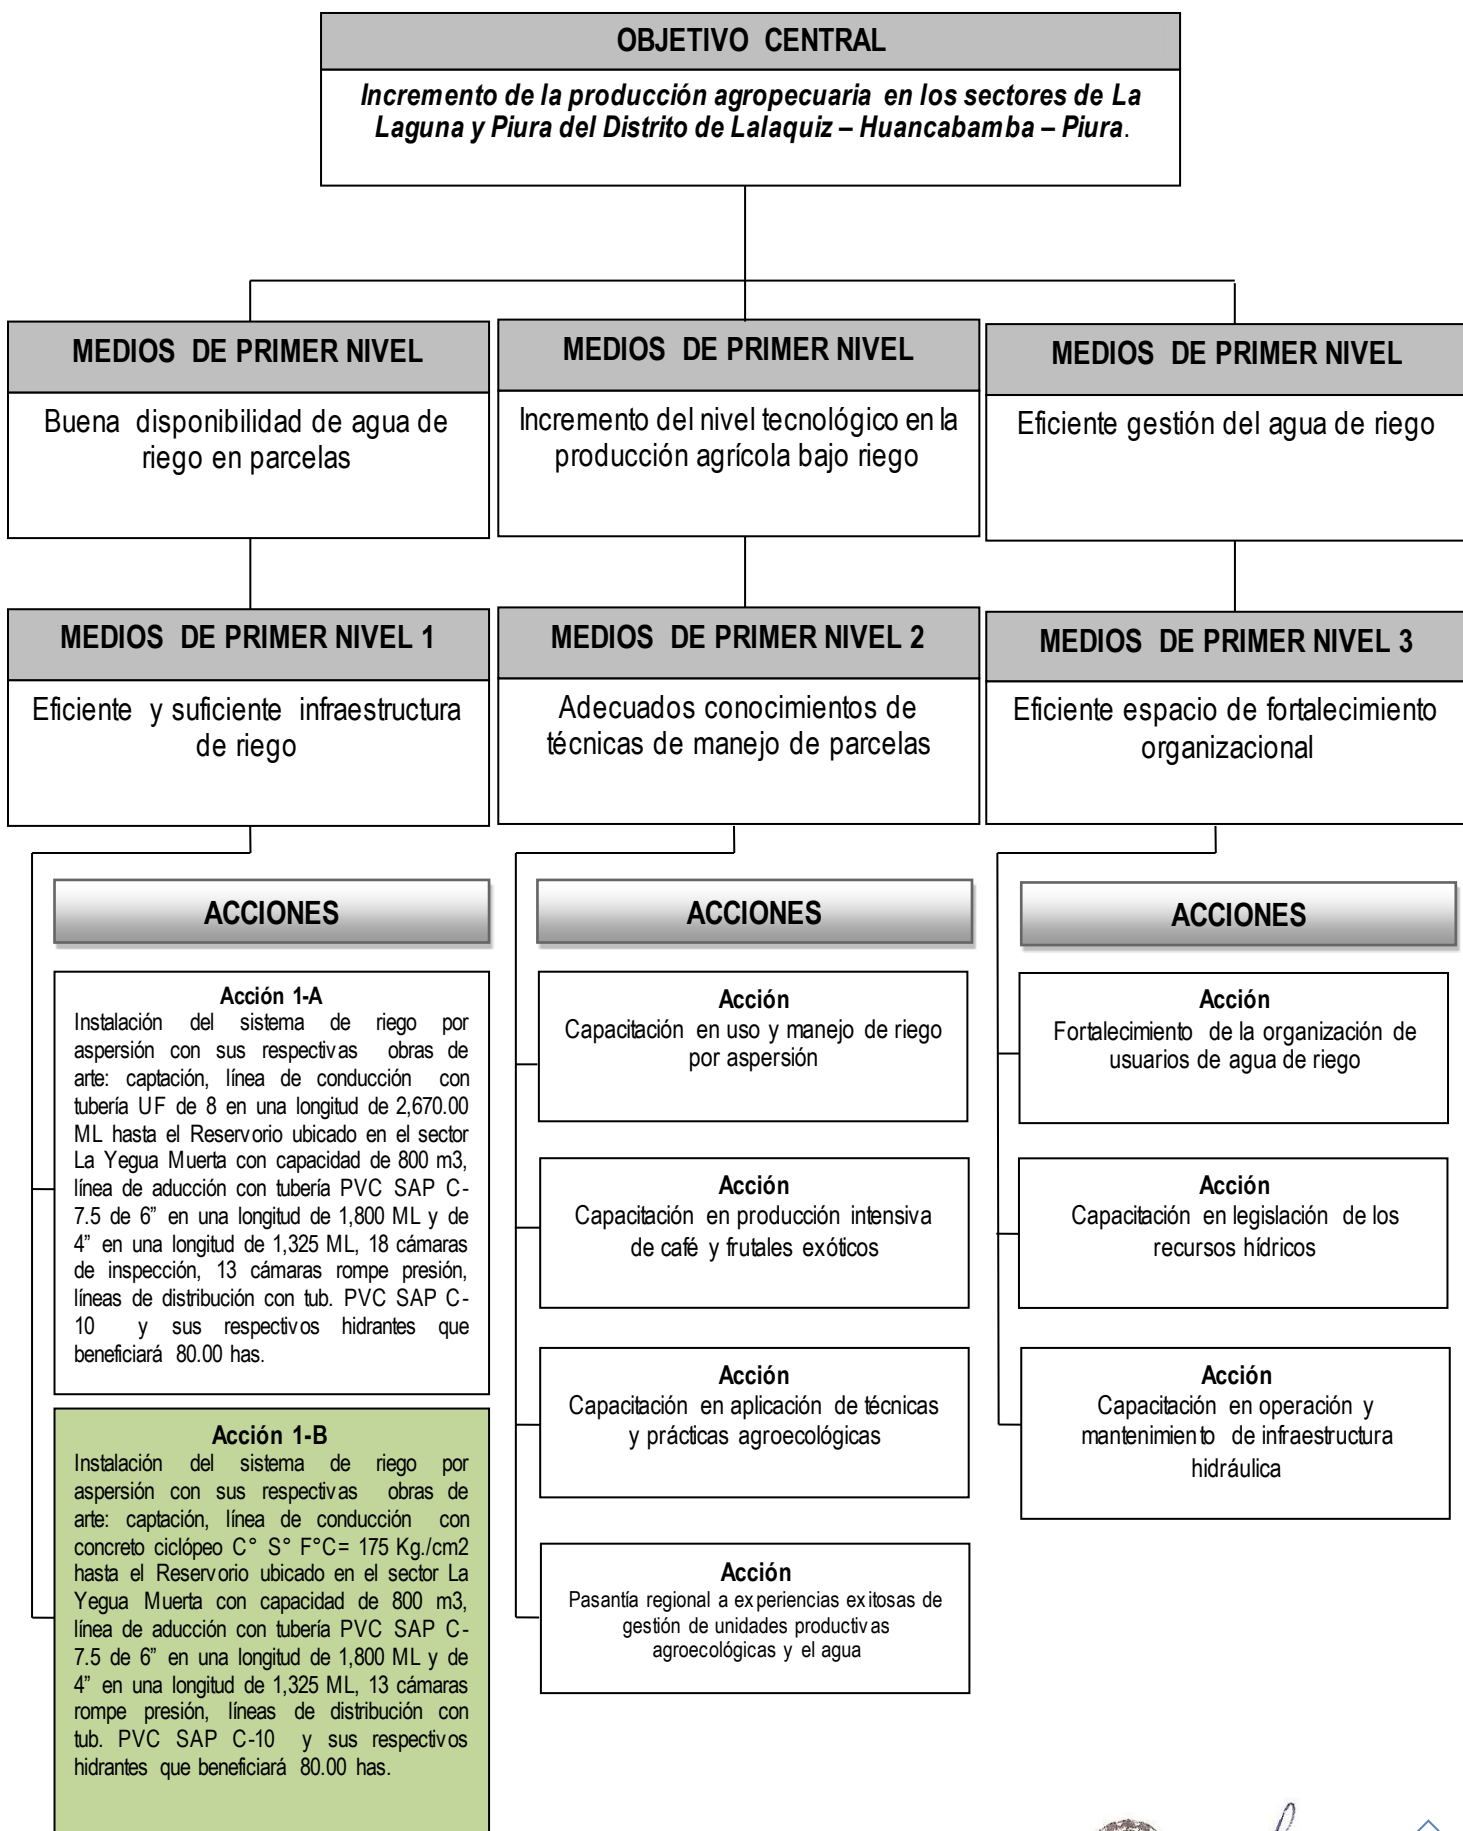 OBJETIVO CENTRAL
Incremento de la producción agropecuaria en los sectores de La
Laguna y Piura del Distrito de Lalaquiz – Huancabamba – Piura.
MEDIOS DE PRIMER NIVEL
Buena disponibilidad de agua de
riego en parcelas
MEDIOS DE PRIMER NIVEL
Incremento del nivel tecnológico en la
producción agrícola bajo riego
MEDIOS DE PRIMER NIVEL
Eficiente gestión del agua de riego
MEDIOS DE PRIMER NIVEL 1
Eficiente y suficiente infraestructura
de riego
MEDIOS DE PRIMER NIVEL 2
Adecuados conocimientos de
técnicas de manejo de parcelas
MEDIOS DE PRIMER NIVEL 3
Eficiente espacio de fortalecimiento
organizacional
ACCIONES
Acción 1-A
Instalación del sistema de riego por
aspersión con sus respectivas obras de
arte: captación, línea de conducción con
tubería UF de 8 en una longitud de 2,670.00
ML hasta el Reservorio ubicado en el sector
La Yegua Muerta con capacidad de 800 m3,
línea de aducción con tubería PVC SAP C-
7.5 de 6” en una longitud de 1,800 ML y de
4” en una longitud de 1,325 ML, 18 cámaras
de inspección, 13 cámaras rompe presión,
líneas de distribución con tub. PVC SAP C-
10 y sus respectivos hidrantes que
beneficiará 80.00 has.
Acción 1-B
Instalación del sistema de riego por
aspersión con sus respectivas obras de
arte: captación, línea de conducción con
concreto ciclópeo C° S° F°C= 175 Kg./cm2
hasta el Reservorio ubicado en el sector La
Yegua Muerta con capacidad de 800 m3,
línea de aducción con tubería PVC SAP C-
7.5 de 6” en una longitud de 1,800 ML y de
4” en una longitud de 1,325 ML, 13 cámaras
rompe presión, líneas de distribución con
tub. PVC SAP C-10 y sus respectivos
hidrantes que beneficiará 80.00 has.
ACCIONES
Acción
Capacitación en uso y manejo de riego
por aspersión
Acción
Capacitación en producción intensiva
de café y frutales exóticos
Acción
Capacitación en aplicación de técnicas
y prácticas agroecológicas
Acción
Pasantía regional a experiencias exitosas de
gestión de unidades productivas
agroecológicas y el agua
ACCIONES
Acción
Fortalecimiento de la organización de
usuarios de agua de riego
Acción
Capacitación en legislación de los
recursos hídricos
Acción
Capacitación en operación y
mantenimiento de infraestructura
hidráulica